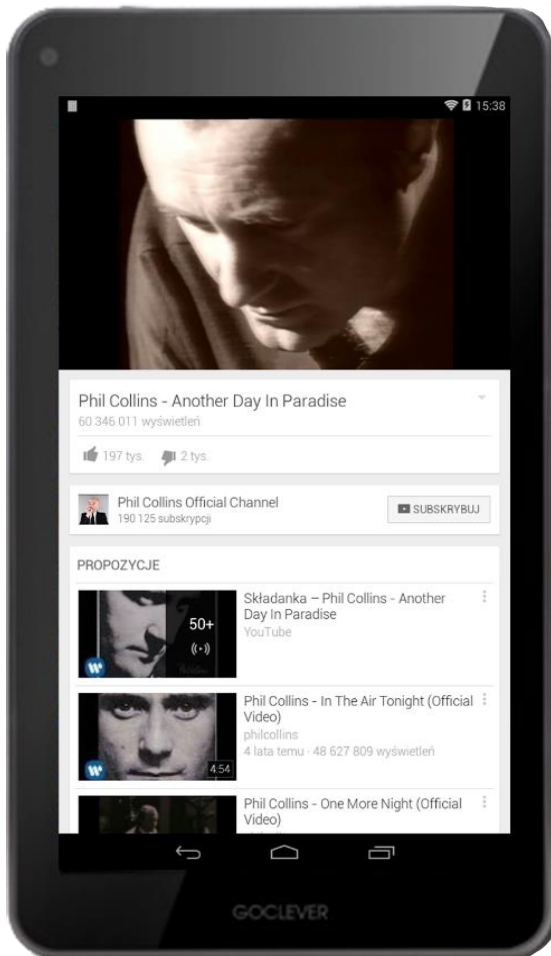 15:38
Phil Collins - Another Day In Paradise
60 346 011 wyświetleń
197 tys. 2 tys.
Phil Collins Official Channel
190 125 subskrypcji
SUBSKRYBUJ
PROPOZYCJE
50+
Składanka – Phil Collins - Another
Day In Paradise
YouTube
Phil Collins - In The Air Tonight (Official
Video)
philcollins
4 lata temu · 48 627 809 wyświetleń
4:54
Phil Collins - One More Night (Official
Video)
GOCLEVER